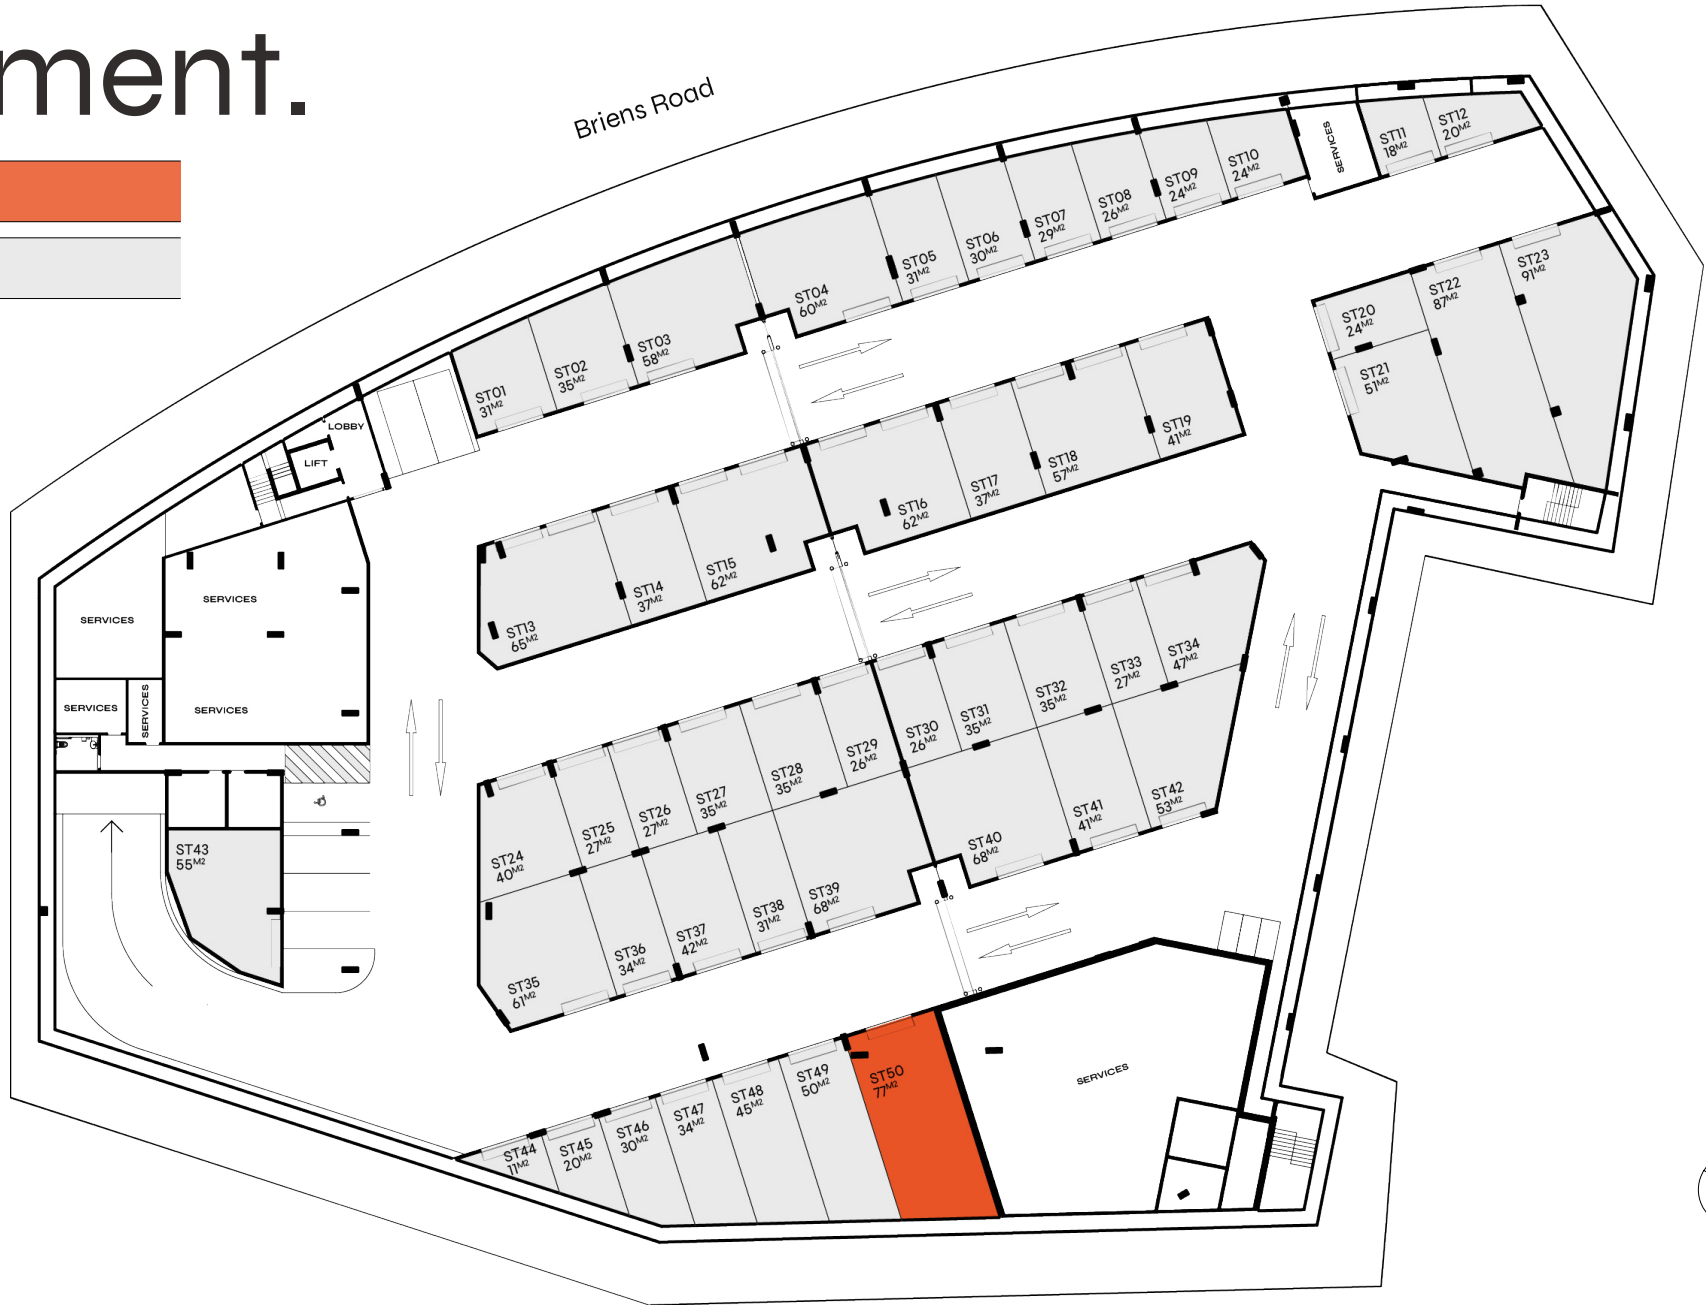 ment.
Briens Road
ST01
31M2
ST02
35M2
ST03
58M2
ST04
60M2
ST05
31M2
ST06
30M2
ST07
29M2
ST08
26M2
ST09
24M2
ST10
24M2
SERVICES
ST11
18M2
ST12
20M2
ST13
65M2
ST14
37M2
ST15
62M2
ST16
62M2
ST17
37M2
ST18
57M2
ST19
41M2
ST20
24M2
ST21
51M2
ST22
87M2
ST23
91M2
LOBBY
LIFT
SERVICES
SERVICES
SERVICES
SERVICES
SERVICES
ST24
40M2
ST25
27M2
ST26
27M2
ST27
35M2
ST28
35M2
ST29
26M2
ST30
26M2
ST31
35M2
ST32
35M2
ST33
27M2
ST34
47M2
ST35
61M2
ST36
34M2
ST37
42M2
ST38
31M2
ST39
68M2
ST40
68M2
ST41
41M2
ST42
53M2
ST43
55M2
ST44
11M2
ST45
20M2
ST46
30M2
ST47
34M2
ST48
45M2
ST49
50M2
ST50
77M2
SERVICES